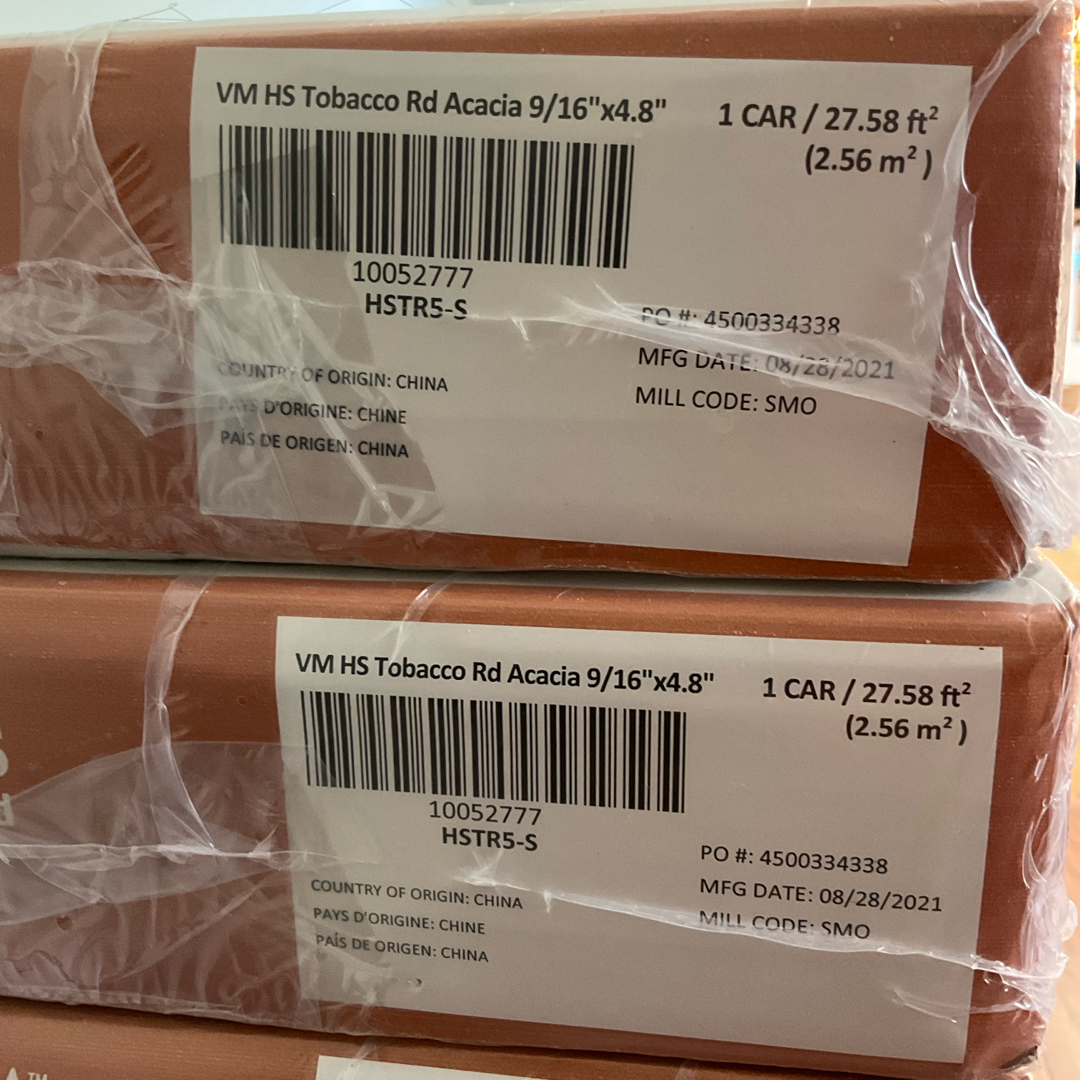 VM HS Tobacco Rd Acacia 9/16"x4.8"
1 CAR / 27.58 ft²
(2.56 m² )
10052777
HSTR5-S
PO #: 4500334338
MFG DATE: 08/28/2021
MILL CODE: SMO
COUNTRY OF ORIGIN: CHINA
PAYS D'ORIGINE: CHINE
PAÍS DE ORIGEN: CHINA
VM HS Tobacco Rd Acacia 9/16"x4.8"
1 CAR / 27.58 ft²
(2.56 m² )
10052777
HSTR5-S
PO #: 4500334338
MFG DATE: 08/28/2021
MILL CODE: SMO
COUNTRY OF ORIGIN: CHINA
PAYS D'ORIGINE: CHINE
PAÍS DE ORIGEN: CHINA